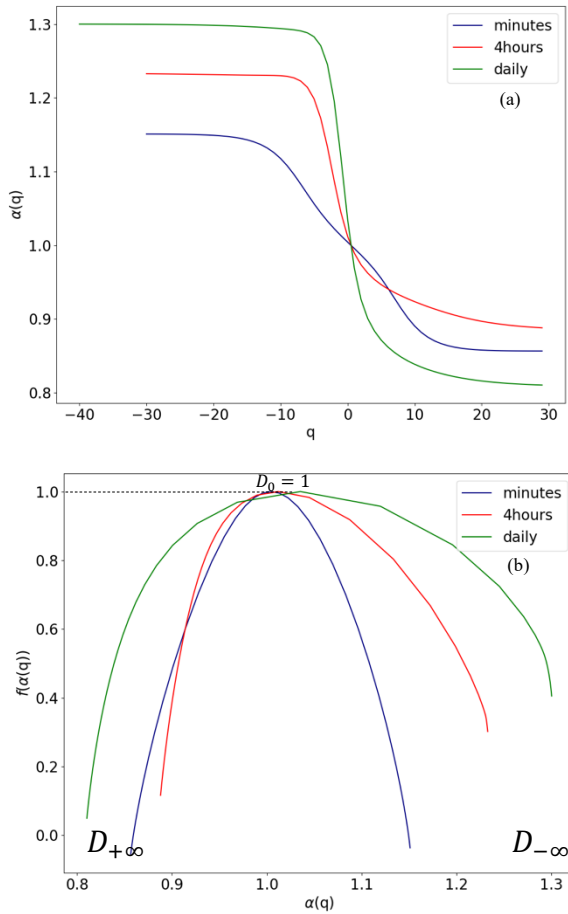 1.3
1.2
1.1
1.0
0.9
0.8
α(q)
minutes
4hours
daily
(a)
−40 −30 −20 −10 0 10 20 30
q
D₀ = 1
1.0
0.8
0.6
0.4
0.2
0.0
f(α(q))
minutes
4hours
daily
(b)
D₊∞ D₋∞
0.8 0.9 1.0 1.1 1.2 1.3
α(q)